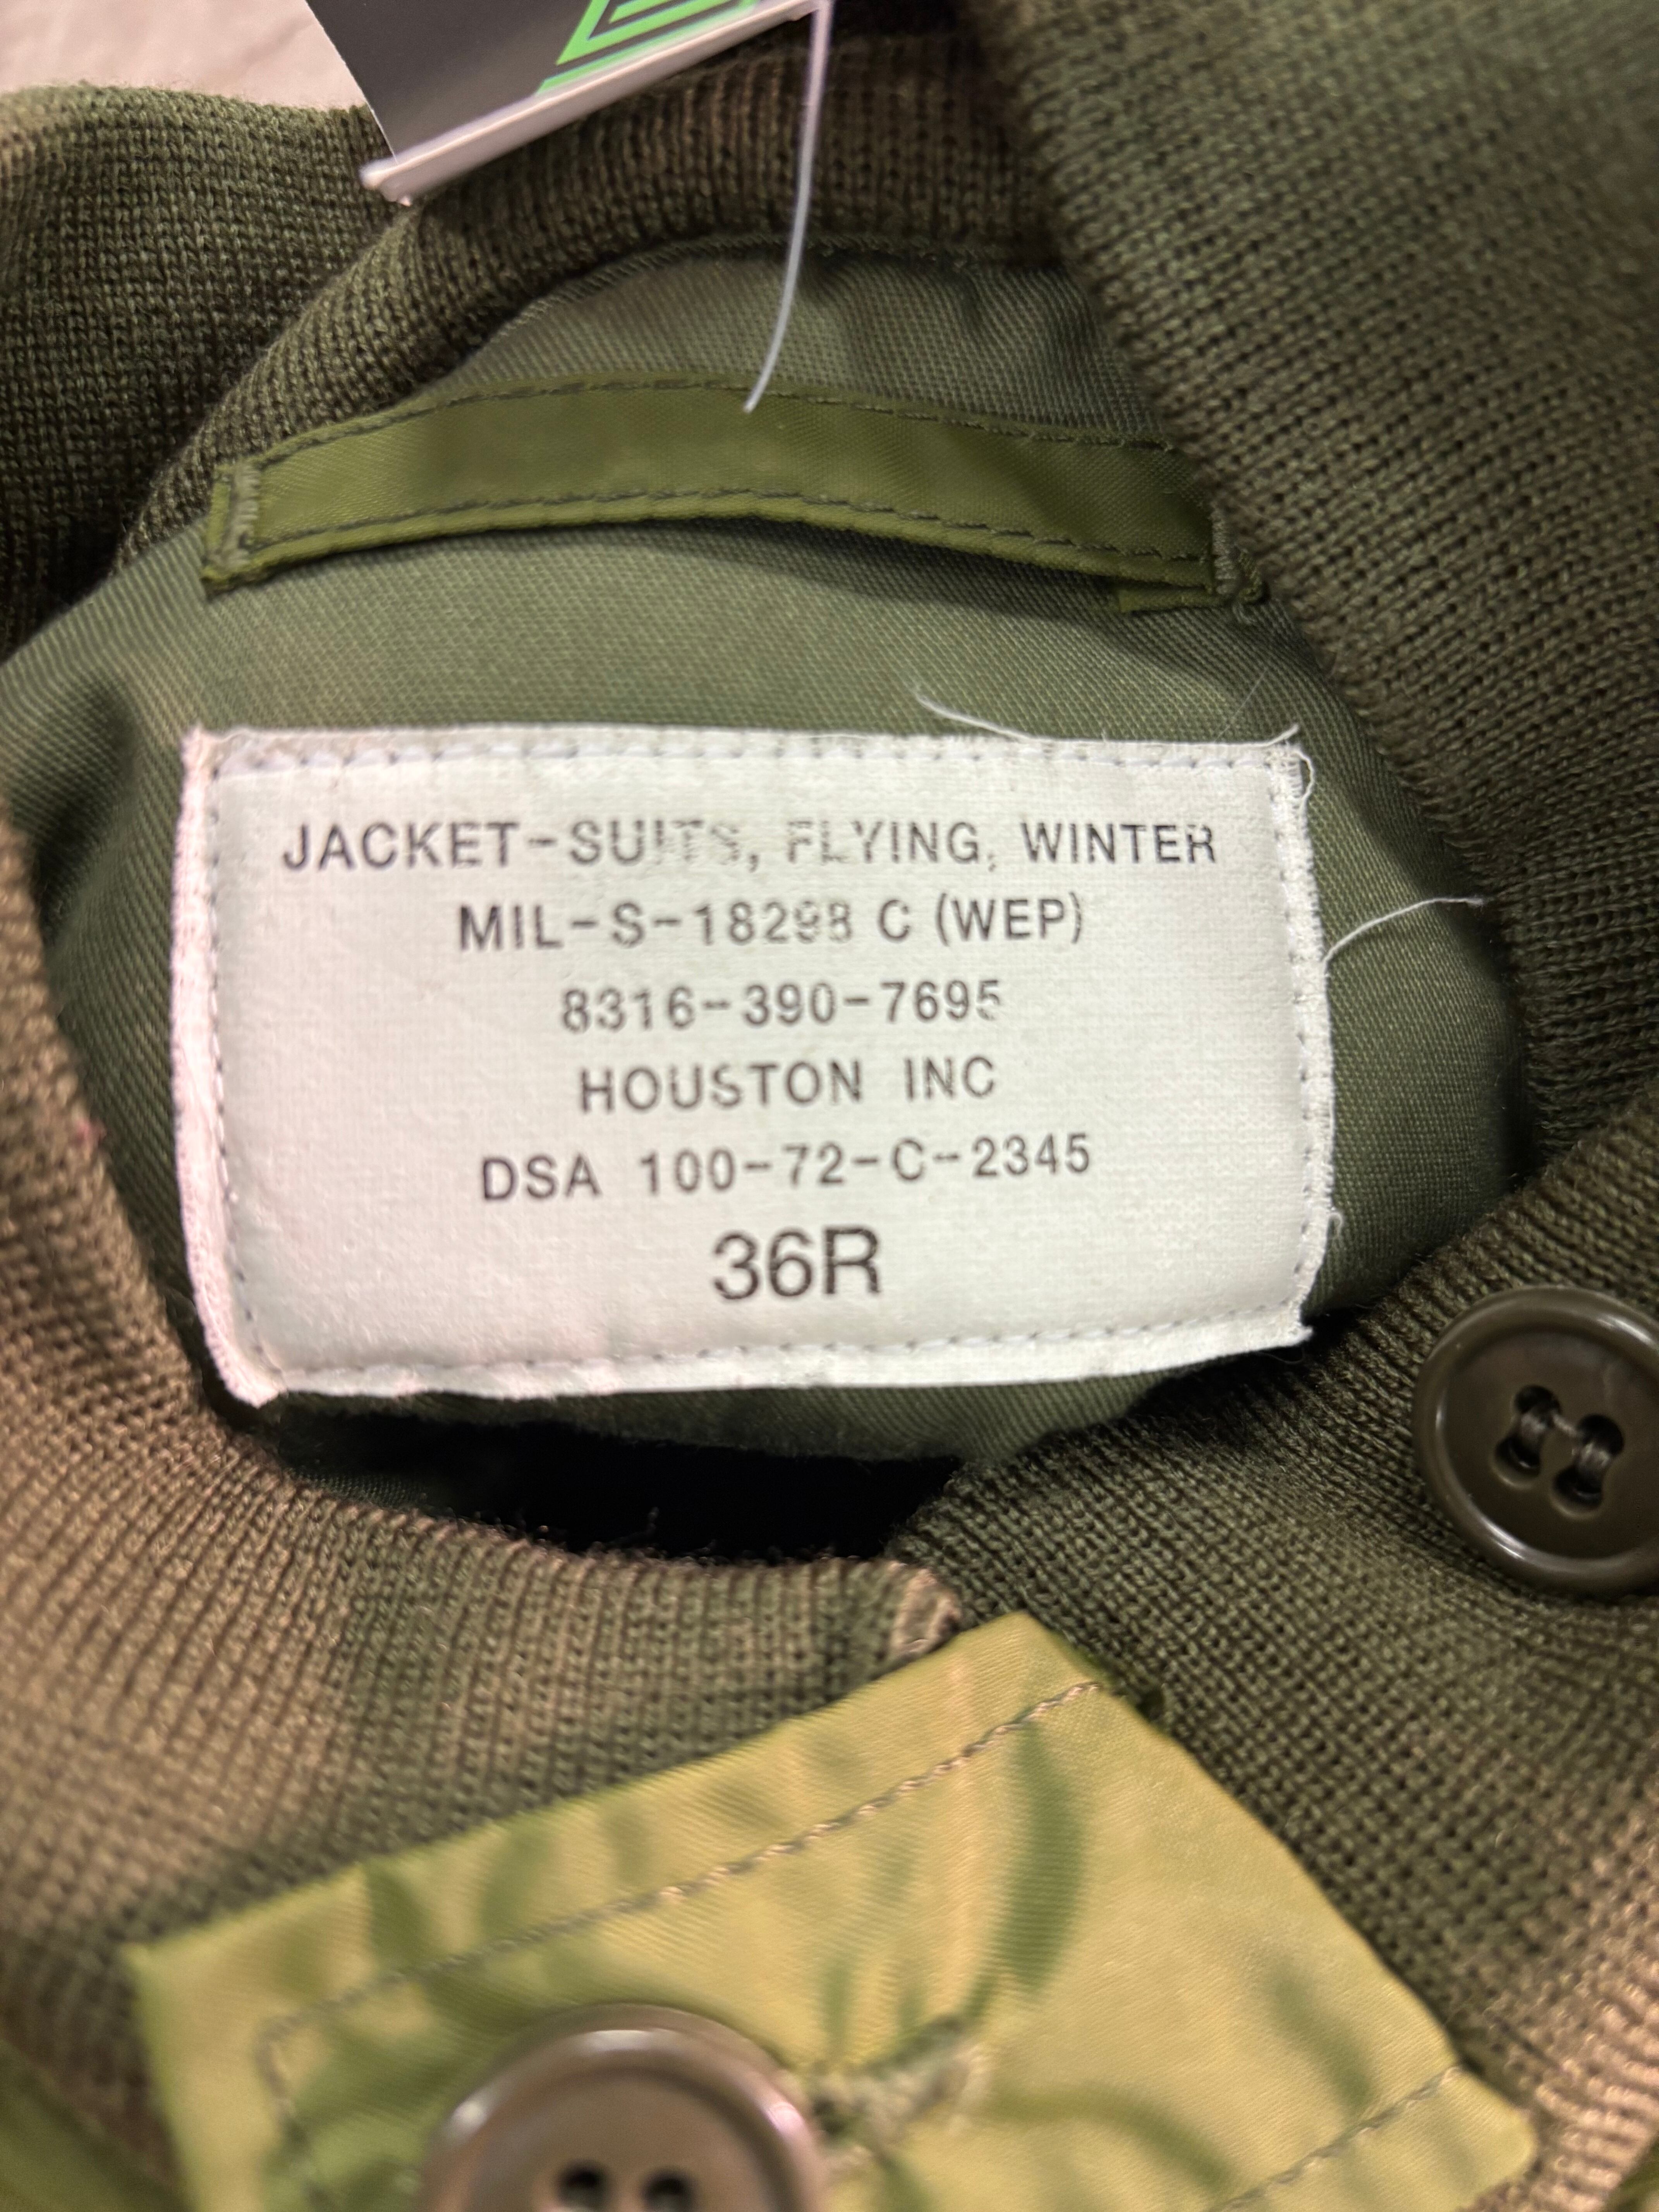 JACKET-SUITS, FLYING, WINTER
MIL-S-18298 C (WEP)
8316-390-7695
HOUSTON INC
DSA 100-72-C-2345
36R